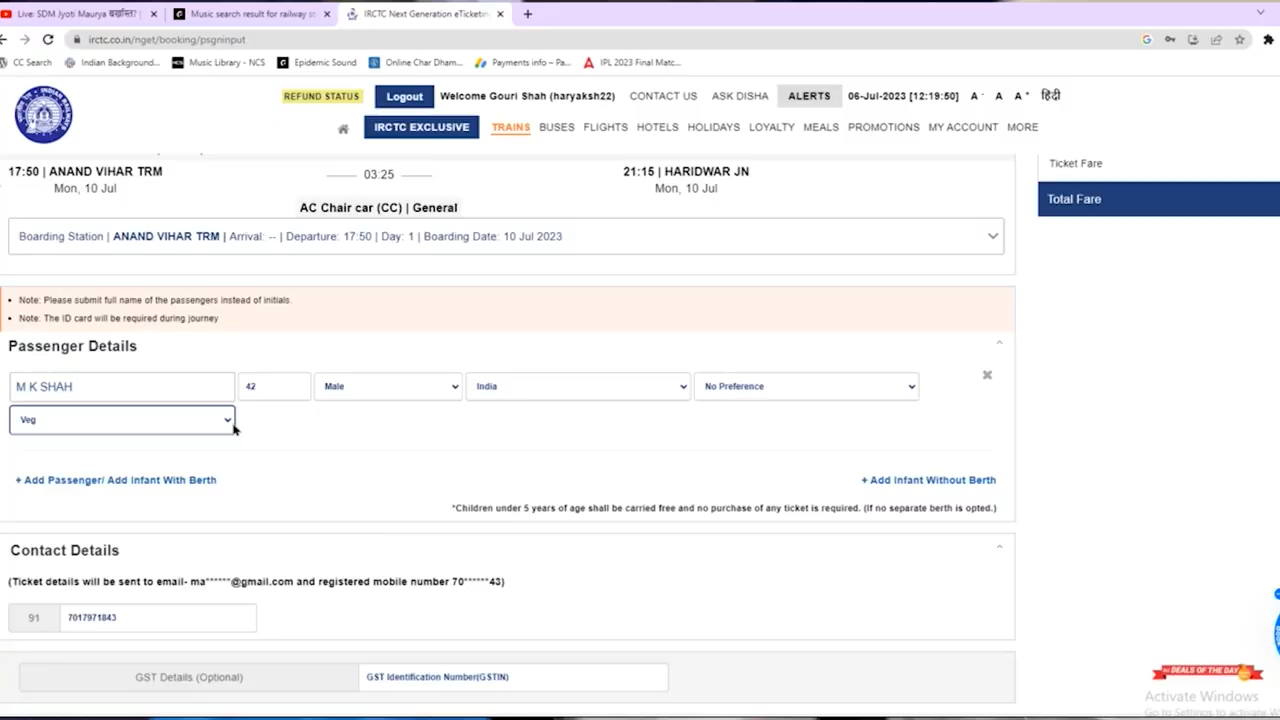 Live: SDM Jyoti Maurya बर्खास्त?
Music search result for railway st
IRCTC Next Generation eTicketing
irctc.co.in/nget/booking/psgninput
CC Search
Indian Background...
Music Library - NCS
Epidemic Sound
Online Char Dham...
Payments info – Pa...
IPL 2023 Final Matc...
REFUND STATUS
Logout
Welcome Gouri Shah (haryaksh22)
CONTACT US
ASK DISHA
ALERTS
06-Jul-2023 [12:19:50]
A-
A
A+
हिंदी
IRCTC EXCLUSIVE
TRAINS
BUSES
FLIGHTS
HOTELS
HOLIDAYS
LOYALTY
MEALS
PROMOTIONS
MY ACCOUNT
MORE
17:50 | ANAND VIHAR TRM
Mon, 10 Jul
03:25
21:15 | HARIDWAR JN
Mon, 10 Jul
AC Chair car (CC) | General
Boarding Station | ANAND VIHAR TRM | Arrival: -- | Departure: 17:50 | Day: 1 | Boarding Date: 10 Jul 2023
Ticket Fare
Total Fare
Note: Please submit full name of the passengers instead of initials.
Note: The ID card will be required during journey
Passenger Details
M K SHAH
42
Male
India
No Preference
Veg
+ Add Passenger/ Add Infant With Berth
+ Add Infant Without Berth
*Children under 5 years of age shall be carried free and no purchase of any ticket is required. (If no separate berth is opted.)
Contact Details
(Ticket details will be sent to email- ma******@gmail.com and registered mobile number 70******43)
91
7017971843
GST Details (Optional)
GST Identification Number(GSTIN)
DEALS OF THE DAY
Activate Windows
Go to Settings to activate W